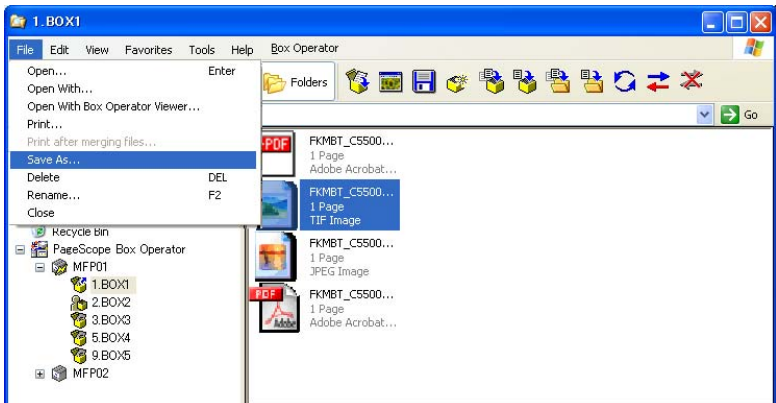 1.BOX1
File Edit View Favorites Tools Help Box Operator
Open... Enter
Open With...
Open With Box Operator Viewer...
Print...
Print after merging files...
Save As...
Delete DEL
Rename... F2
Close
Folders
Go
PDF
FKMBT_C5500...
1 Page
Adobe Acrobat...
FKMBT_C5500...
1 Page
TIF Image
FKMBT_C5500...
1 Page
JPEG Image
PDF
Adobe
FKMBT_C5500...
1 Page
Adobe Acrobat...
Recycle Bin
PageScope Box Operator
MFP01
1.BOX1
2.BOX2
3.BOX3
5.BOX4
9.BOX5
MFP02